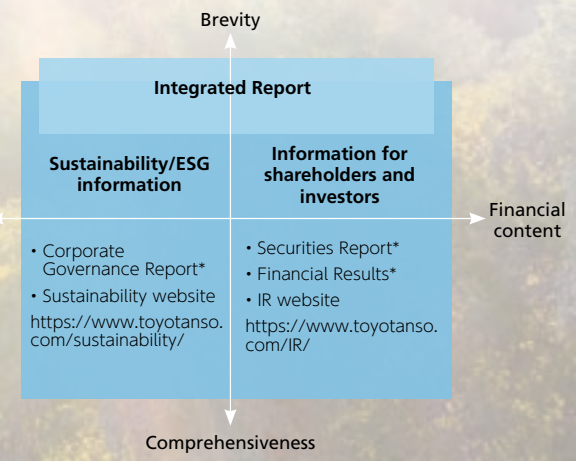 Brevity
Integrated Report
Sustainability/ESG
information
Information for
shareholders and
investors
Financial
content
• Corporate
Governance Report*
• Sustainability website
https://www.toyotanso.
com/sustainability/
• Securities Report*
• Financial Results*
• IR website
https://www.toyotanso.
com/IR/
Comprehensiveness